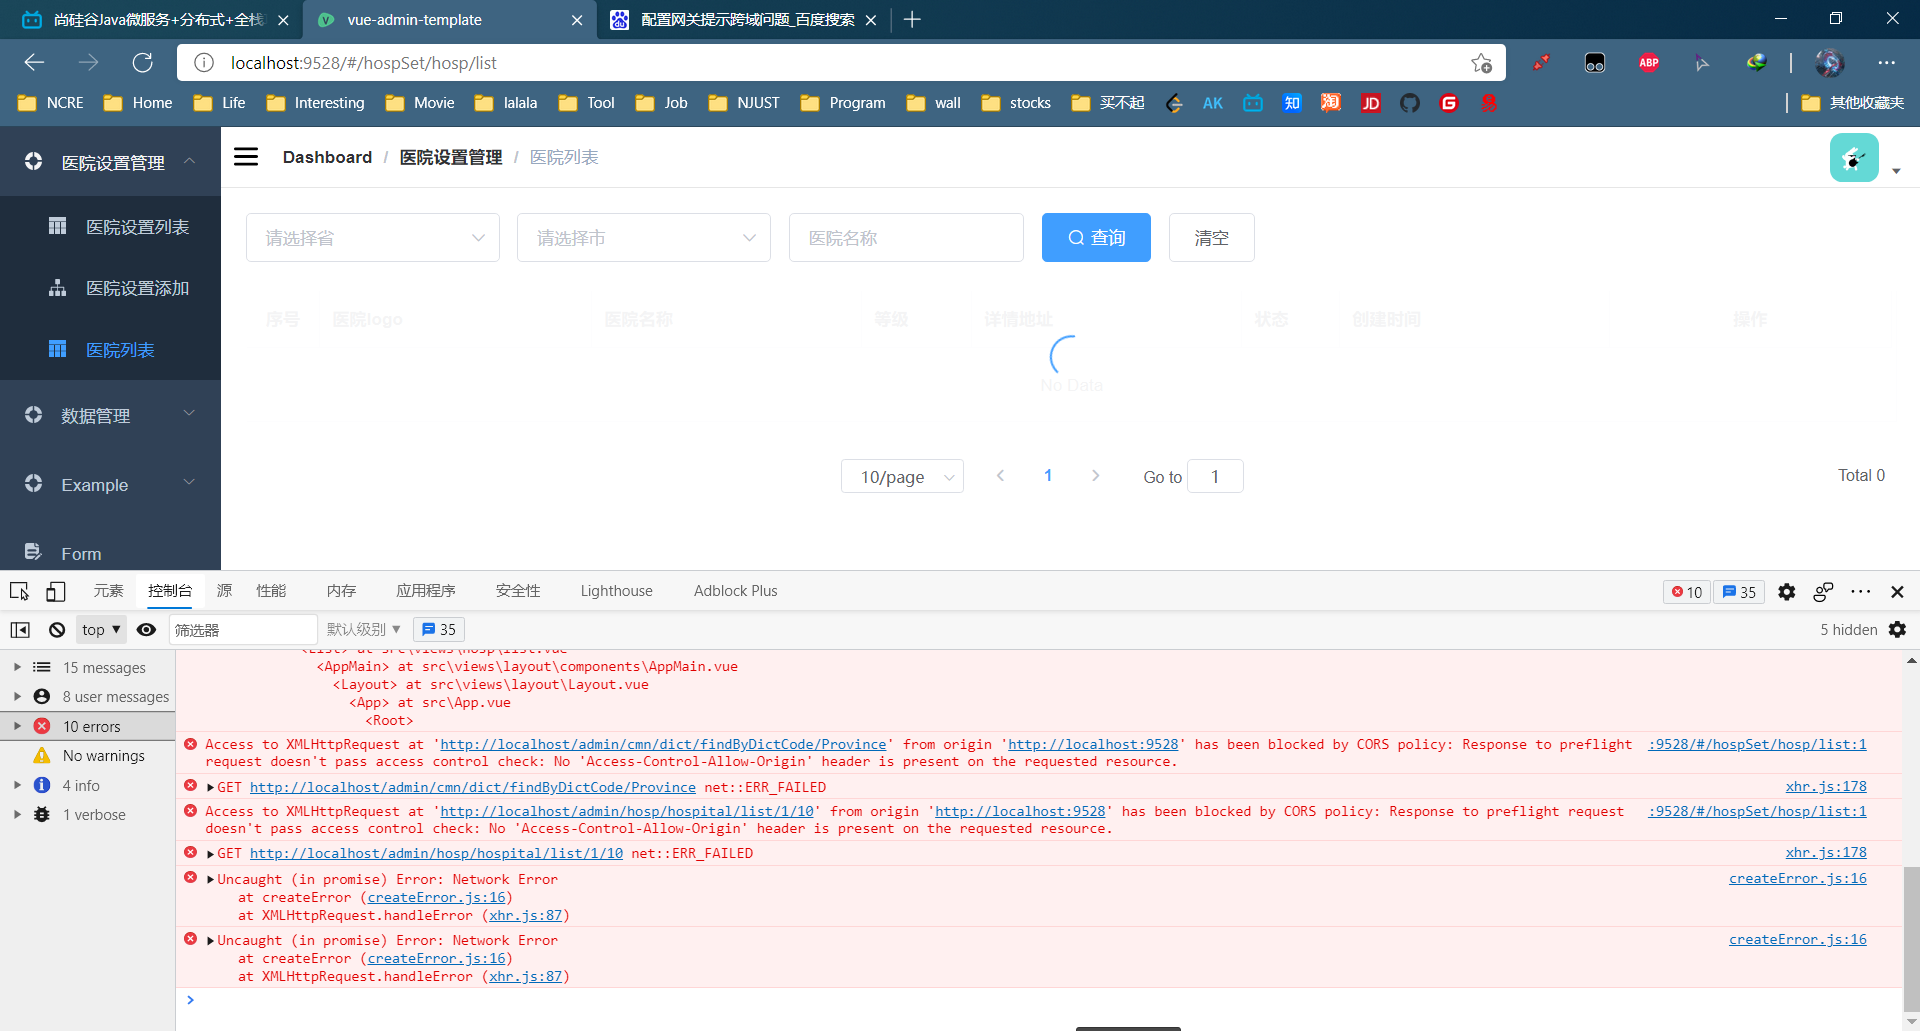 尚硅谷Java微服务+分布式+全栈
vue-admin-template
配置网关提示跨域问题_百度搜索
localhost:9528/#/hospSet/hosp/list
ABP
NCRE
Home
Life
Interesting
Movie
lalala
Tool
Job
NJUST
Program
wall
stocks
买不起
AK
知
淘
JD
G
其他收藏夹
医院设置管理
Dashboard / 医院设置管理 / 医院列表
医院设置列表
医院设置添加
医院列表
数据管理
Example
Form
请选择省
请选择市
医院名称
查询
清空
序号
医院logo
医院名称
等级
详情地址
状态
创建时间
操作
No Data
10/page
1
Go to
1
Total 0
元素
控制台
源
性能
内存
应用程序
安全性
Lighthouse
Adblock Plus
10
35
top
筛选器
默认级别
35
5 hidden
15 messages
8 user messages
10 errors
No warnings
4 info
1 verbose
<List> at src\views\hosp\list.vue
<AppMain> at src\views\layout\components\AppMain.vue
<Layout> at src\views\layout\Layout.vue
<App> at src\App.vue
<Root>
Access to XMLHttpRequest at 'http://localhost/admin/cmn/dict/findByDictCode/Province' from origin 'http://localhost:9528' has been blocked by CORS policy: Response to preflight :9528/#/hospSet/hosp/list:1
request doesn't pass access control check: No 'Access-Control-Allow-Origin' header is present on the requested resource.
GET http://localhost/admin/cmn/dict/findByDictCode/Province net::ERR_FAILED xhr.js:178
Access to XMLHttpRequest at 'http://localhost/admin/hosp/hospital/list/1/10' from origin 'http://localhost:9528' has been blocked by CORS policy: Response to preflight request :9528/#/hospSet/hosp/list:1
doesn't pass access control check: No 'Access-Control-Allow-Origin' header is present on the requested resource.
GET http://localhost/admin/hosp/hospital/list/1/10 net::ERR_FAILED xhr.js:178
Uncaught (in promise) Error: Network Error createError.js:16
at createError (createError.js:16)
at XMLHttpRequest.handleError (xhr.js:87)
Uncaught (in promise) Error: Network Error createError.js:16
at createError (createError.js:16)
at XMLHttpRequest.handleError (xhr.js:87)